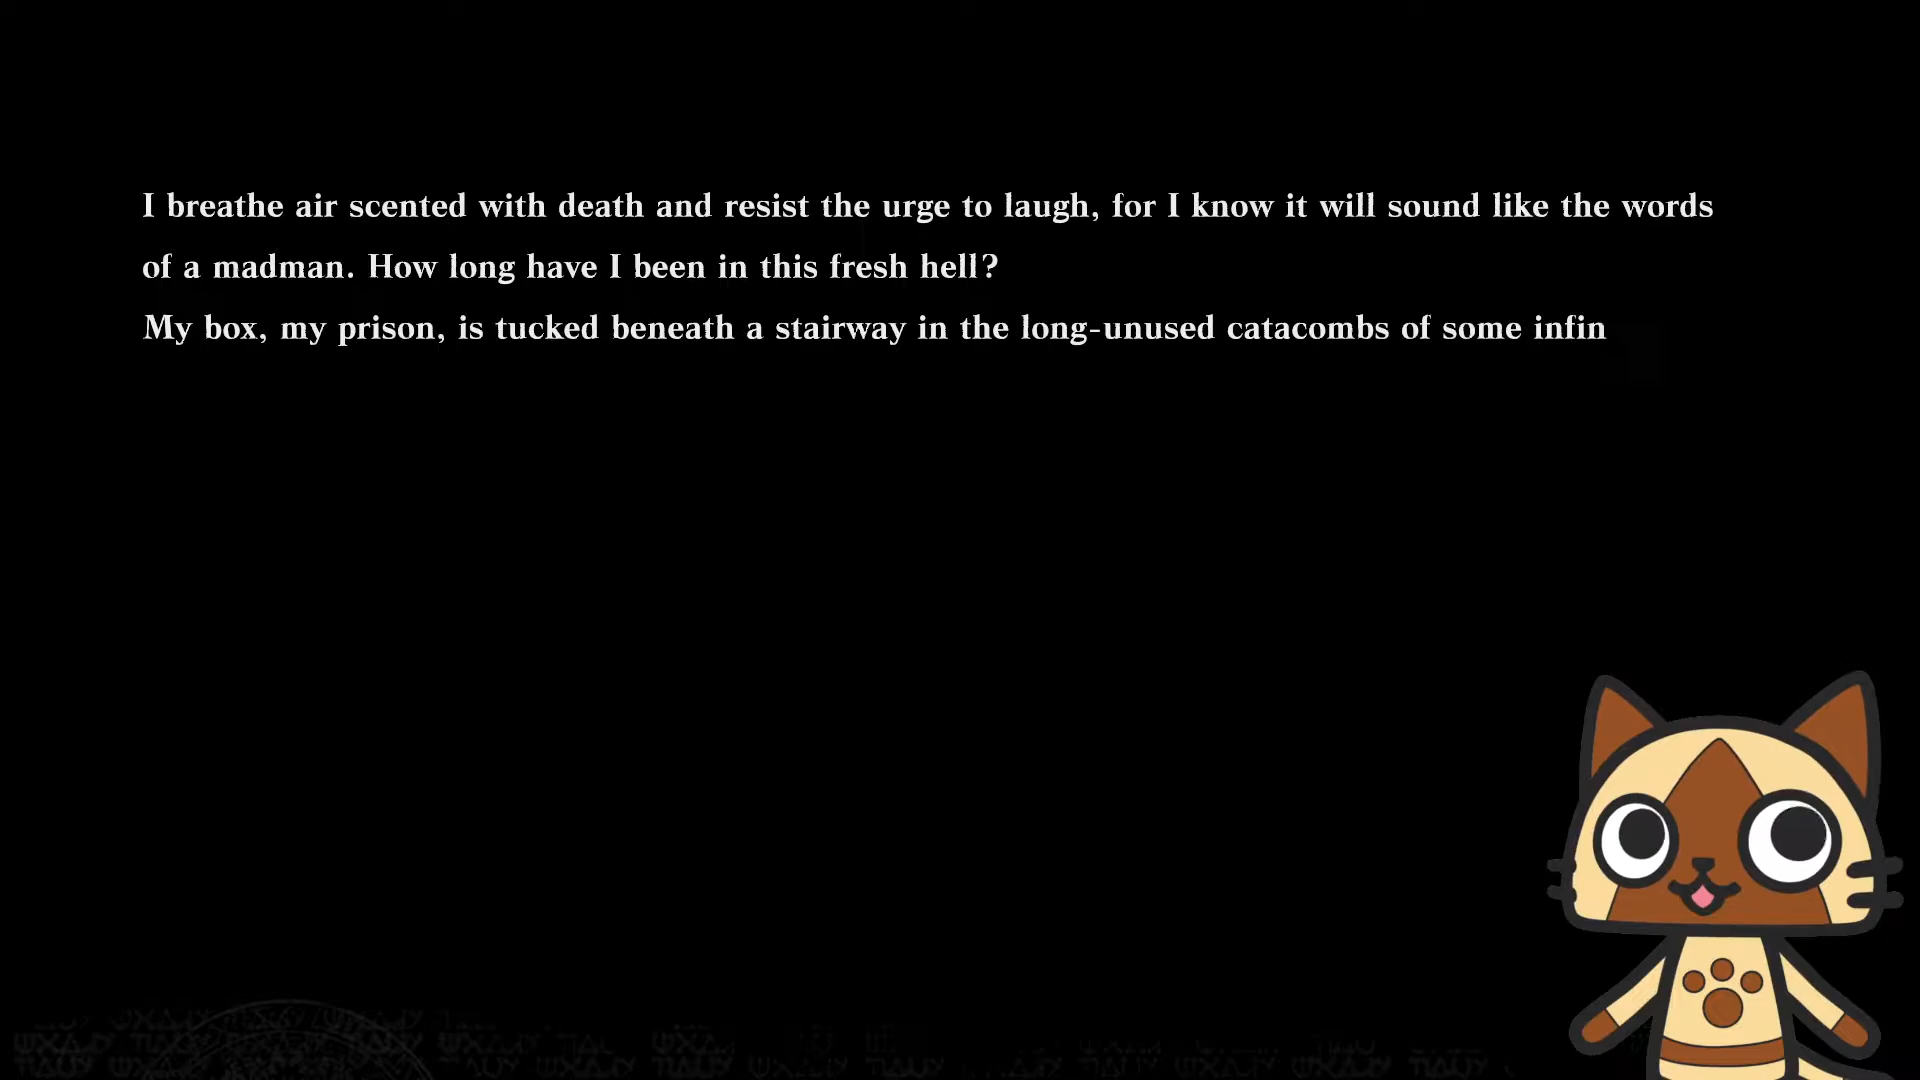 I breathe air scented with death and resist the urge to laugh, for I know it will sound like the words
of a madman. How long have I been in this fresh hell?
My box, my prison, is tucked beneath a stairway in the long-unused catacombs of some infin